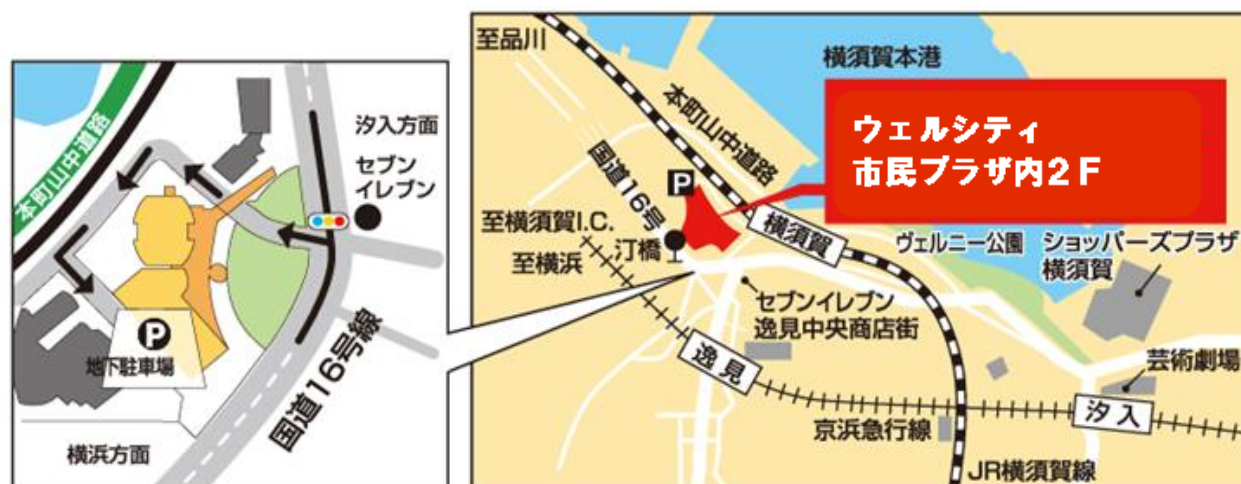 汐入方面
セブン
イレブン
本町山中道路
P
地下駐車場
国道16号線
横浜方面
至品川
横須賀本港
本町山中道路
国道16号
ウェルシティ
市民プラザ内2F
P
至横須賀I.C.
至横浜
汀橋
横須賀
ヴェルニー公園
ショッパーズプラザ
横須賀
セブンイレブン
逸見中央商店街
逸見
芸術劇場
汐入
京浜急行線
JR横須賀線